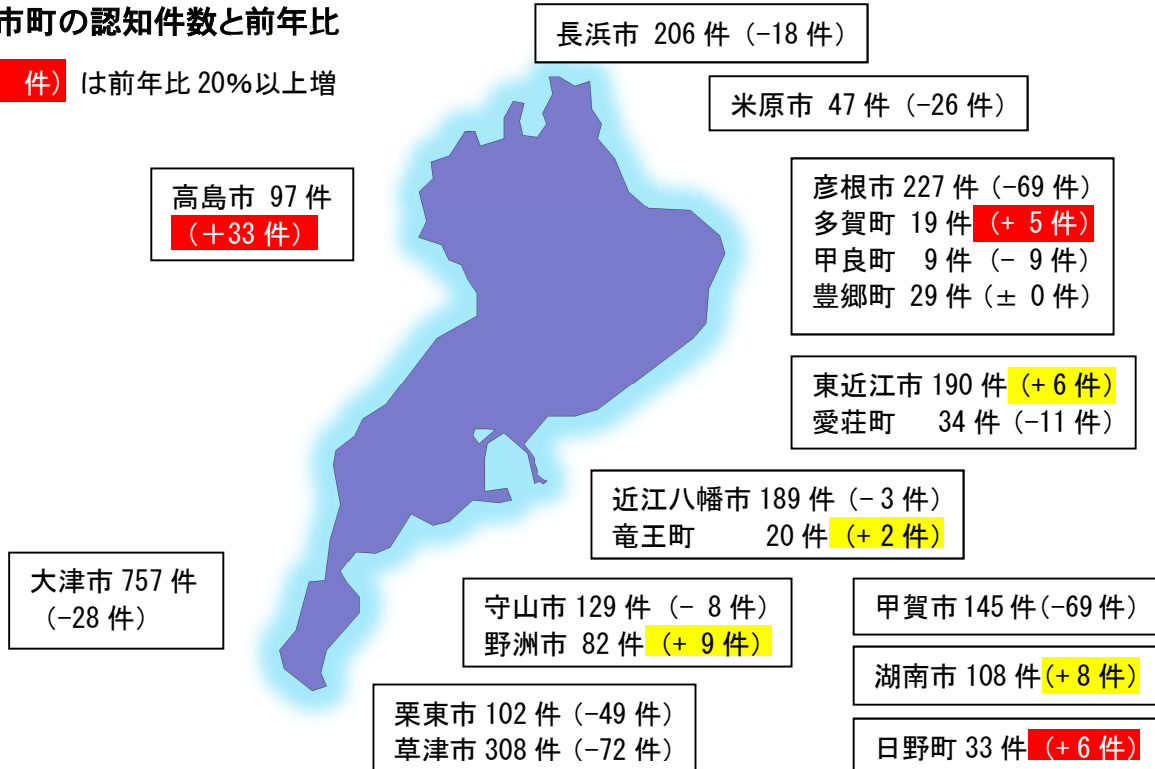 市町の認知件数と前年比
件） は前年比 20%以上増
長浜市 206 件（-18 件）
米原市 47 件（-26 件）
高島市 97 件
（＋33 件）
彦根市 227 件（-69 件）
多賀町 19 件（+ 5 件）
甲良町 9 件（- 9 件）
豊郷町 29 件（± 0 件）
東近江市 190 件（+ 6 件）
愛荘町 34 件（-11 件）
近江八幡市 189 件（- 3 件）
竜王町 20 件（+ 2 件）
大津市 757 件
（-28 件）
守山市 129 件（- 8 件）
野洲市 82 件（+ 9 件）
甲賀市 145 件（-69 件）
湖南市 108 件（+ 8 件）
栗東市 102 件（-49 件）
草津市 308 件（-72 件）
日野町 33 件（+ 6 件）